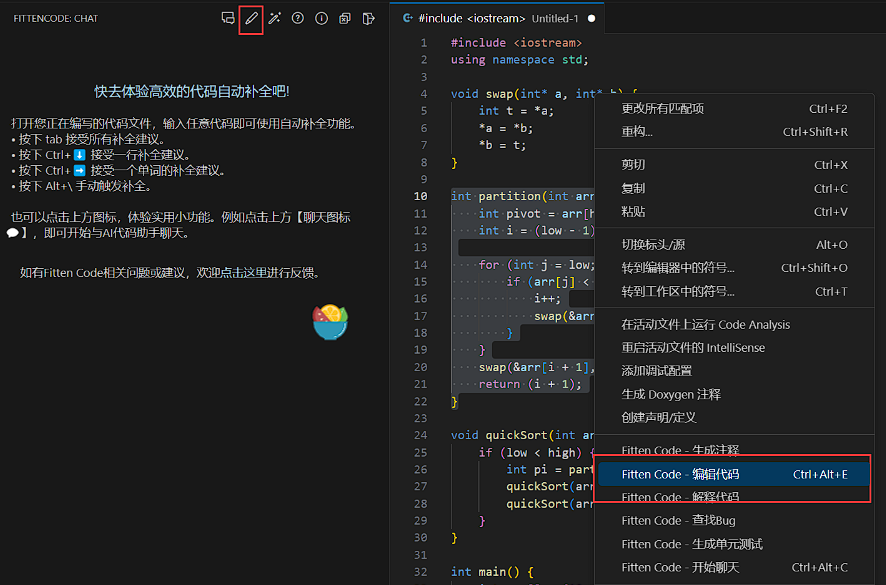 FITTENCODE: CHAT
快去体验高效的代码自动补全吧!
打开您正在编写的代码文件，输入任意代码即可使用自动补全功能。
• 按下 tab 接受所有补全建议。
• 按下 Ctrl+⬇️ 接受一行补全建议。
• 按下 Ctrl+➡️ 接受一个单词的补全建议。
• 按下 Alt+\ 手动触发补全。
也可以点击上方图标，体验实用小功能。例如点击上方【聊天图标
💬】，即可开始与AI代码助手聊天。
如有Fitten Code相关问题或建议，欢迎点击这里进行反馈。
#include <iostream> Untitled-1 ●
1 #include <iostream>
2 using namespace std;
3
4 void swap(int* a, int* b) {
5 int t = *a;
6 *a = *b;
7 *b = t;
8 }
9
10 int partition(int arr
11 int pivot = arr[h
12 int i = (low - 1)
13
14 for (int j = low;
15 if (arr[j] <
16 i++;
17 swap(&arr
18 }
19 }
20 swap(&arr[i + 1],
21 return (i + 1);
22 }
23
24 void quickSort(int ar
25 if (low < high) {
26 int pi = part
27 quickSort(arr
28 quickSort(arr
29 }
30 }
31
32 int main() {
更改所有匹配项 Ctrl+F2
重构... Ctrl+Shift+R
剪切 Ctrl+X
复制 Ctrl+C
粘贴 Ctrl+V
切换标头/源 Alt+O
转到编辑器中的符号... Ctrl+Shift+O
转到工作区中的符号... Ctrl+T
在活动文件上运行 Code Analysis
重启活动文件的 IntelliSense
添加调试配置
生成 Doxygen 注释
创建声明/定义
Fitten Code - 生成注释
Fitten Code - 编辑代码 Ctrl+Alt+E
Fitten Code - 解释代码
Fitten Code - 查找Bug
Fitten Code - 生成单元测试
Fitten Code - 开始聊天 Ctrl+Alt+C